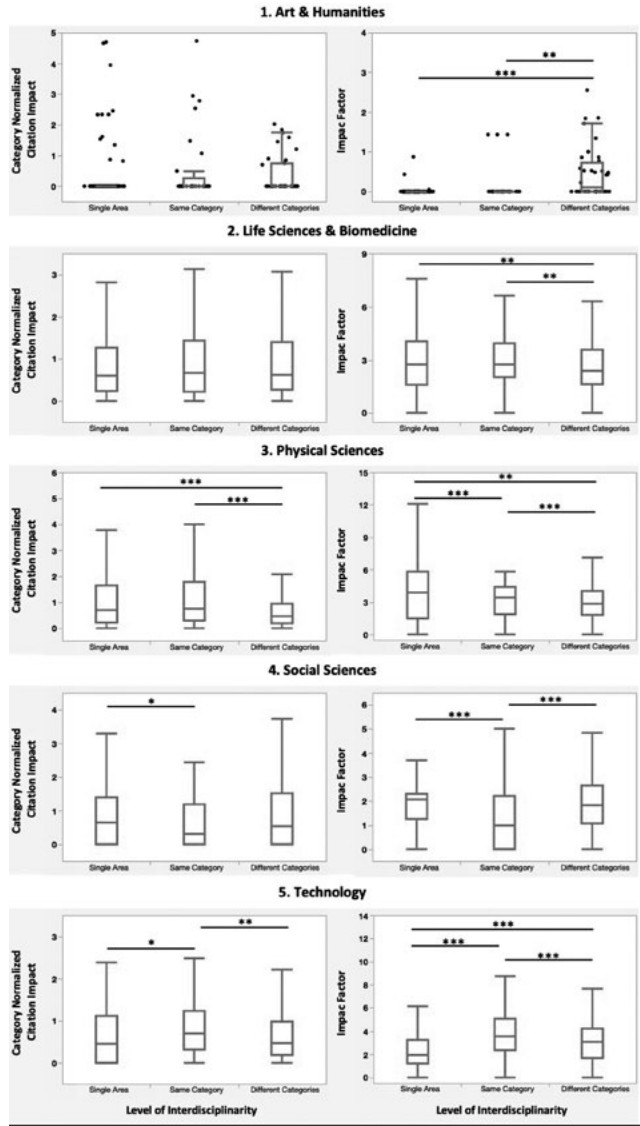 1. Art & Humanities
Category Normalized
Citation Impact
5
4
3
2
1
0
Single Area Same Category Different Categories
Impac Factor
4
3
2
1
0
*** **
Single Area Same Category Different Categories
2. Life Sciences & Biomedicine
Category Normalized
Citation Impact
3
2
1
0
Single Area Same Category Different Categories
Impac Factor
9
6
3
0
**
**
Single Area Same Category Different Categories
3. Physical Sciences
Category Normalized
Citation Impact
6
5
4
3
2
1
0
***
***
Single Area Same Category Different Categories
Impac Factor
15
12
9
6
3
0
**
***
***
Single Area Same Category Different Categories
4. Social Sciences
Category Normalized
Citation Impact
4
3
2
1
0
*
Single Area Same Category Different Categories
Impac Factor
6
5
4
3
2
1
0
*** ***
Single Area Same Category Different Categories
5. Technology
Category Normalized
Citation Impact
3
2
1
0
* **
Single Area Same Category Different Categories
Level of Interdisciplinarity
Impac Factor
14
12
10
8
6
4
2
0
***
***
***
Single Area Same Category Different Categories
Level of Interdisciplinarity